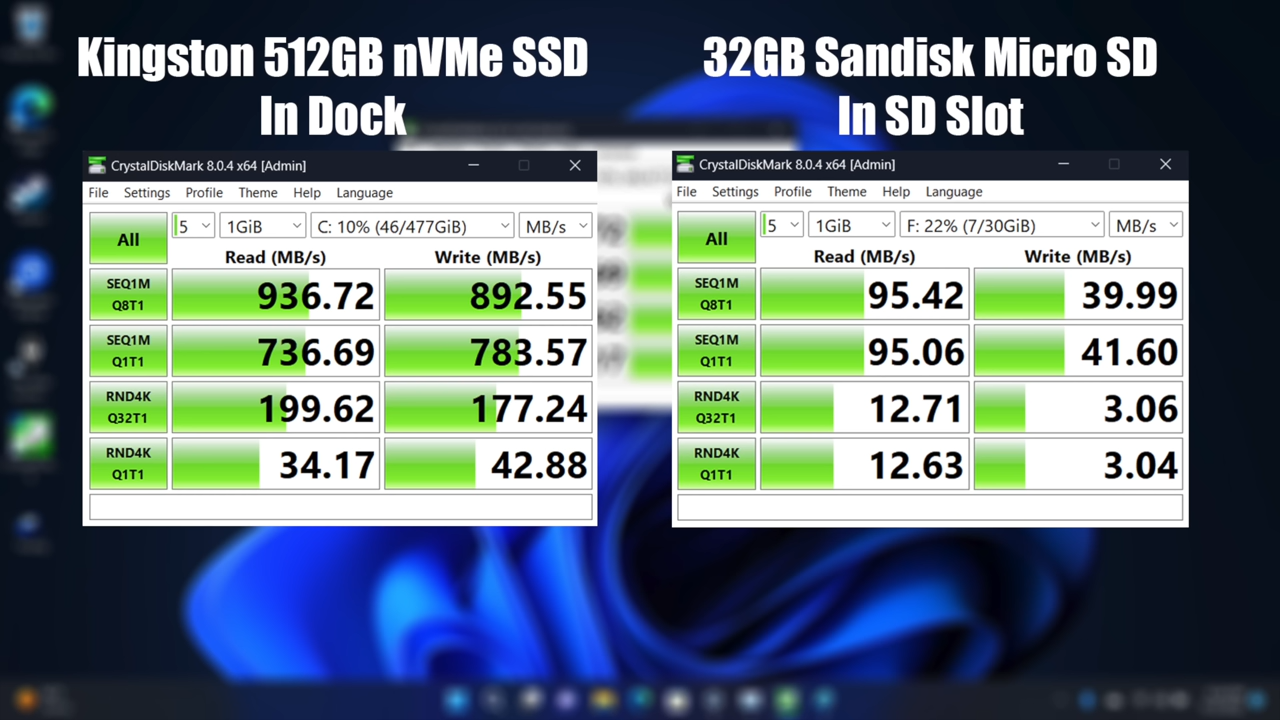 Kingston 512GB nVMe SSD
In Dock
CrystalDiskMark 8.0.4 x64 [Admin]
File Settings Profile Theme Help Language
All 5 1GiB C: 10% (46/477GiB) MB/s
Read (MB/s) Write (MB/s)
SEQ1M
Q8T1
936.72 892.55
SEQ1M
Q1T1
736.69 783.57
RND4K
Q32T1
199.62 177.24
RND4K
Q1T1
34.17 42.88
32GB Sandisk Micro SD
In SD Slot
CrystalDiskMark 8.0.4 x64 [Admin]
File Settings Profile Theme Help Language
All 5 1GiB F: 22% (7/30GiB) MB/s
Read (MB/s) Write (MB/s)
SEQ1M
Q8T1
95.42 39.99
SEQ1M
Q1T1
95.06 41.60
RND4K
Q32T1
12.71 3.06
RND4K
Q1T1
12.63 3.04